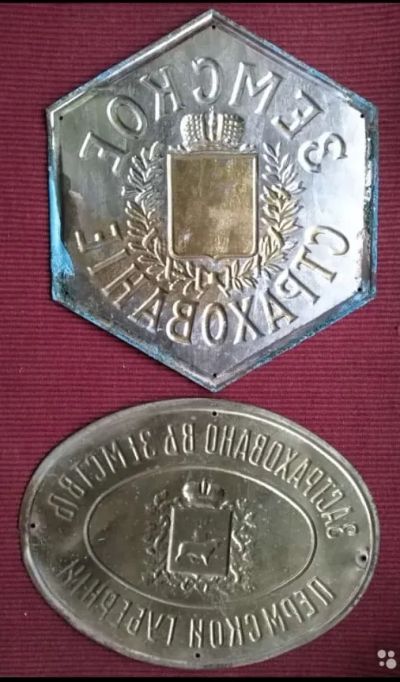 ЗЕМСКОЕ
СТРАХОВАНІЕ
ЗАСТРАХОВАНО ВЪ ЗЕМСТВѢ
ПЕРМСКОЙ ГУБЕРНІИ